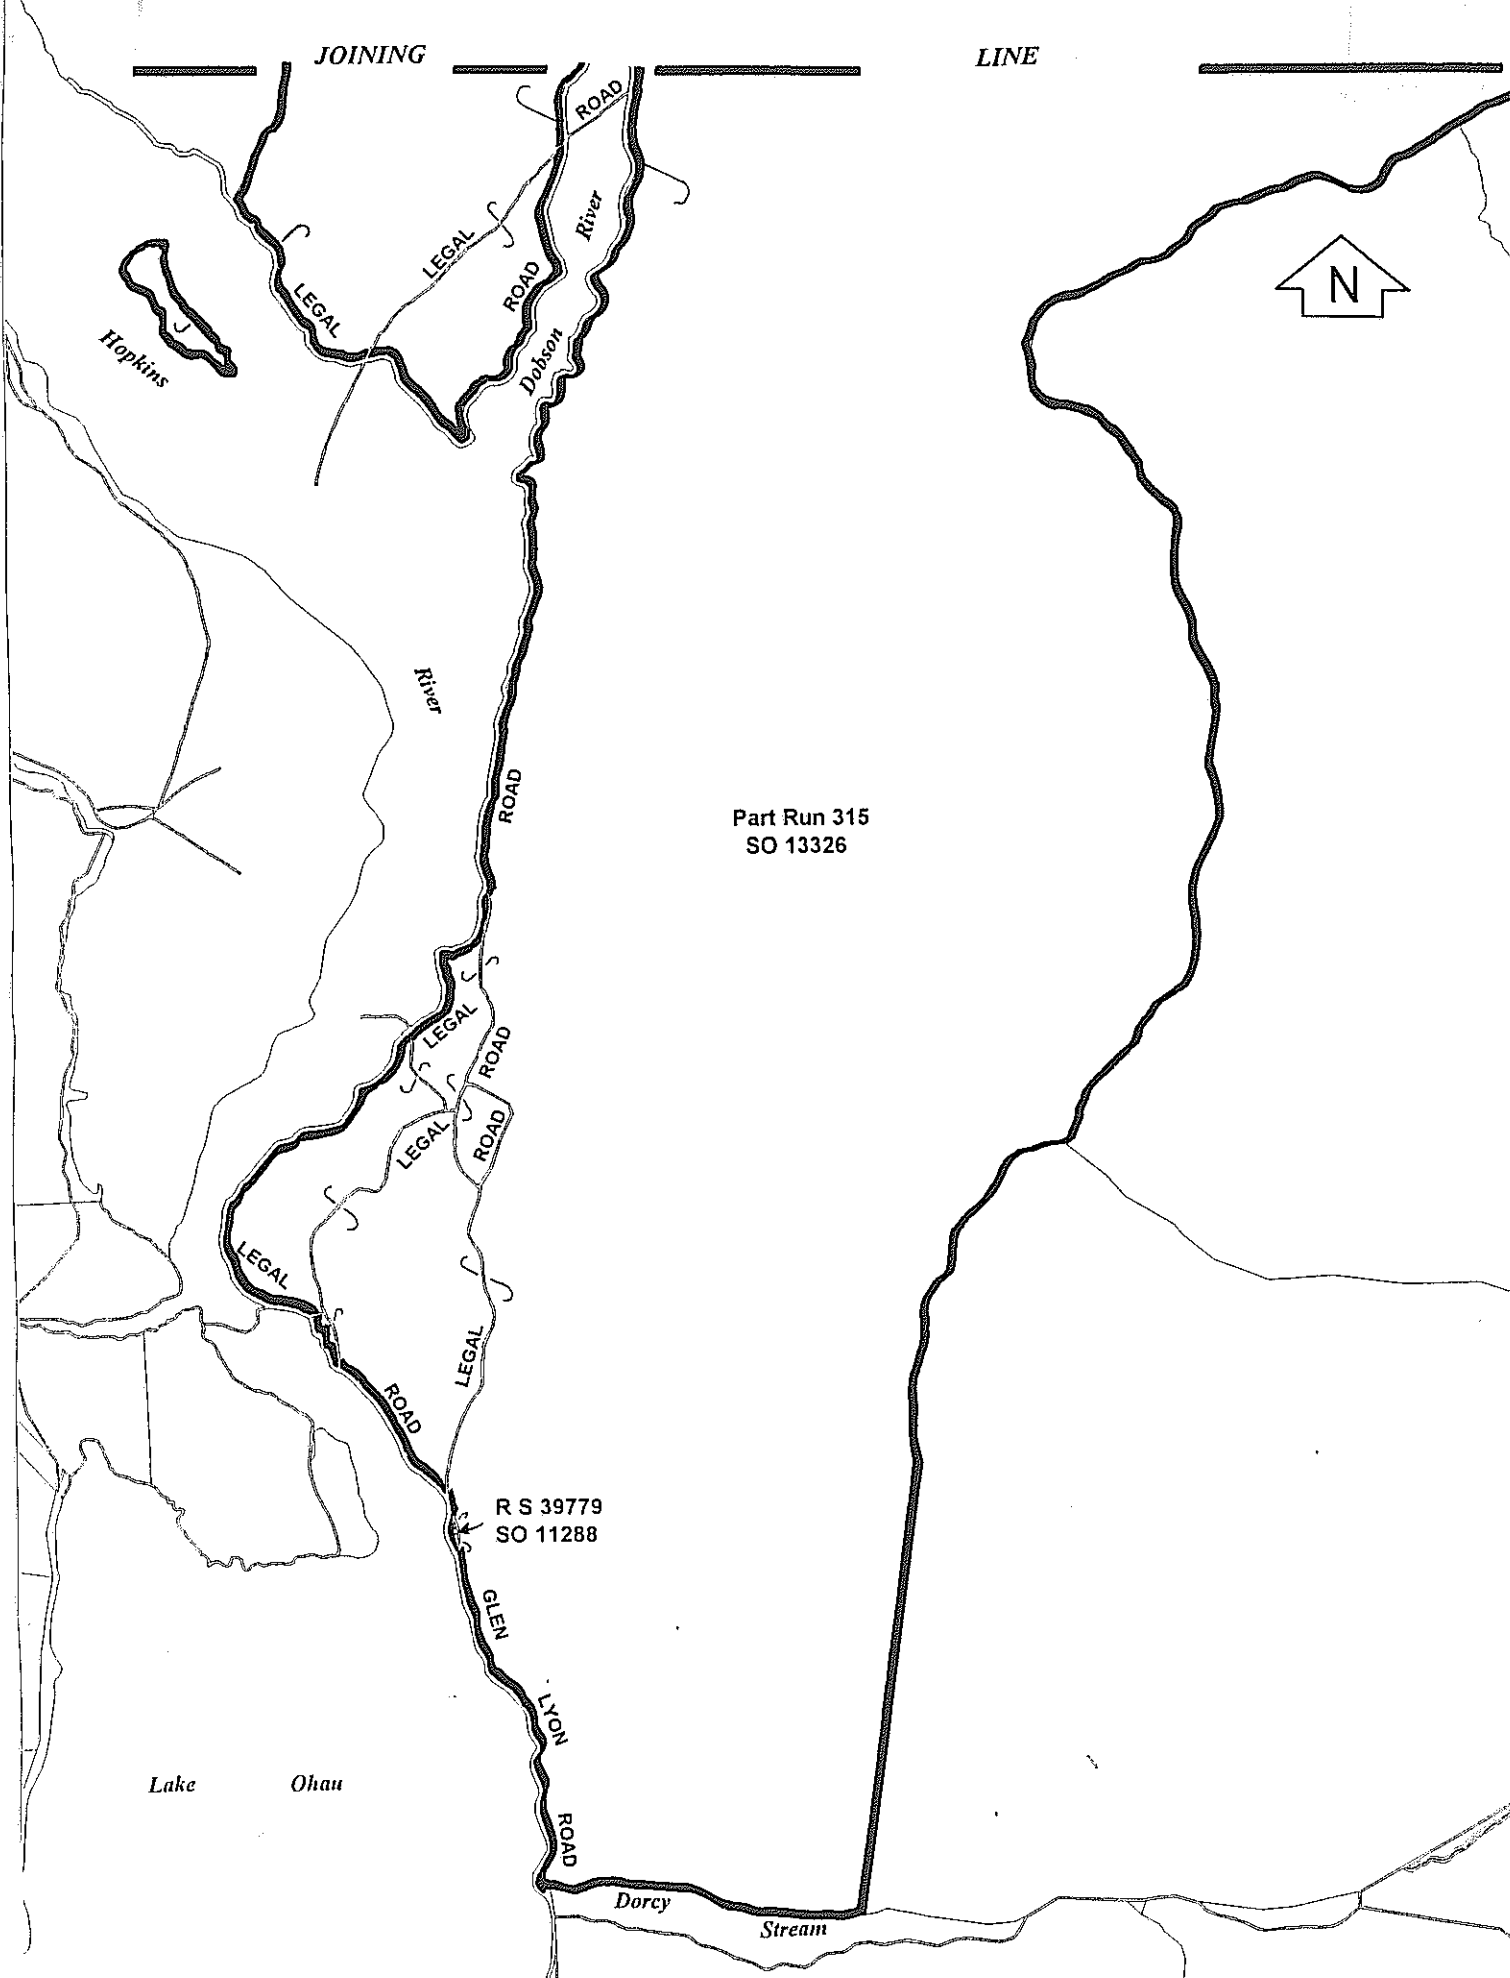 JOINING
LINE
ROAD
River
LEGAL
ROAD
N
LEGAL
Dobson
Hopkins
River
ROAD
Part Run 315
SO 13326
LEGAL
ROAD
ROAD
LEGAL
LEGAL
LEGAL
ROAD
R S 39779
SO 11288
GLEN
LYON
Lake Ohau
ROAD
Dorcy
Stream